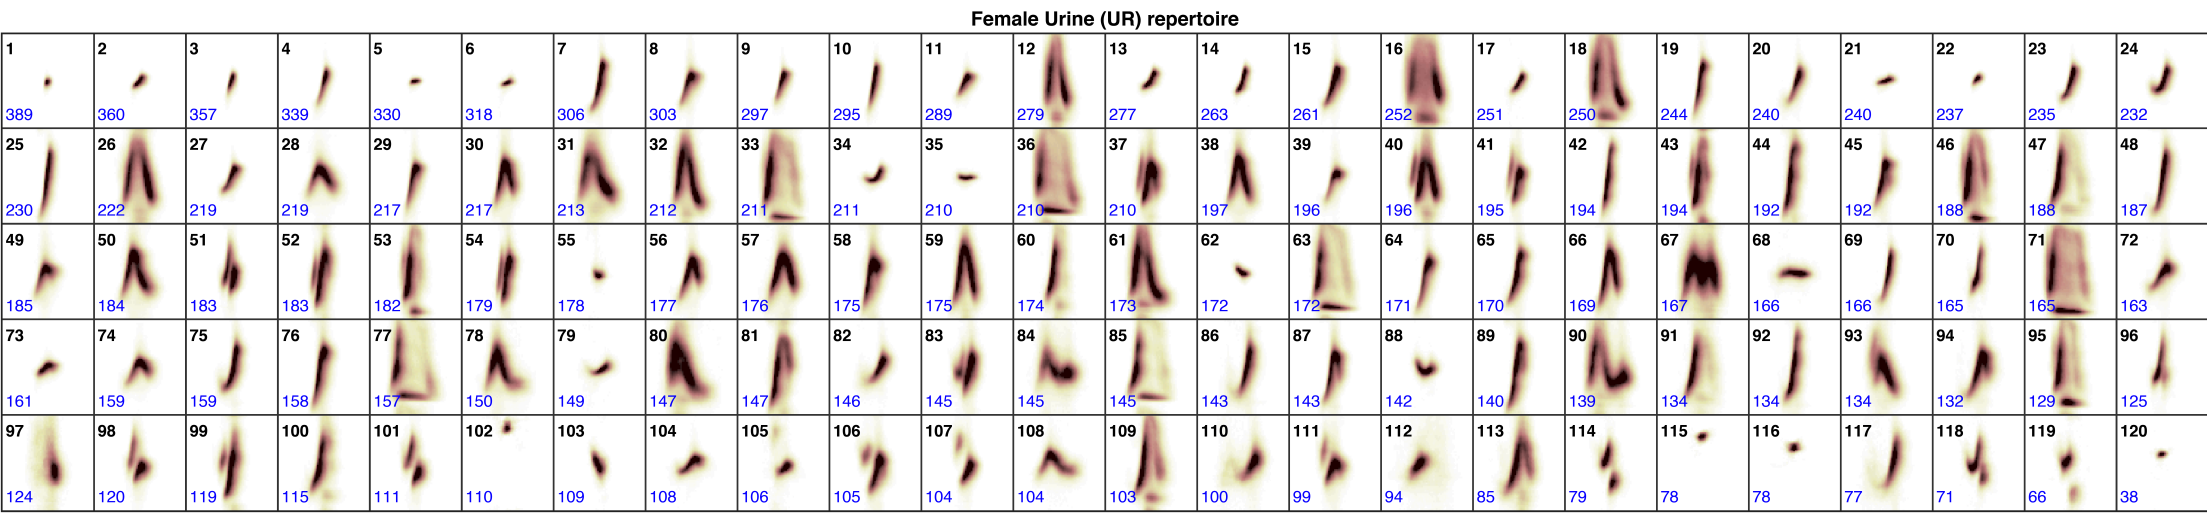 Female Urine (UR) repertoire
1 2 3 4 5 6 7 8 9 10 11 12 13 14 15 16 17 18 19 20 21 22 23 24
389 360 357 339 330 318 306 303 297 295 289 279 277 263 261 252 251 250 244 240 240 237 235 232
25 26 27 28 29 30 31 32 33 34 35 36 37 38 39 40 41 42 43 44 45 46 47 48
230 222 219 219 217 217 213 212 211 211 210 210 210 197 196 196 195 194 194 192 192 188 188 187
49 50 51 52 53 54 55 56 57 58 59 60 61 62 63 64 65 66 67 68 69 70 71 72
185 184 183 183 182 179 178 177 176 175 175 174 173 172 172 171 170 169 167 166 166 165 165 163
73 74 75 76 77 78 79 80 81 82 83 84 85 86 87 88 89 90 91 92 93 94 95 96
161 159 159 158 157 150 149 147 147 146 145 145 145 143 143 142 140 139 134 134 134 132 129 125
97 98 99 100 101 102 103 104 105 106 107 108 109 110 111 112 113 114 115 116 117 118 119 120
124 120 119 115 111 110 109 108 106 105 104 104 103 100 99 94 85 79 78 78 77 71 66 38